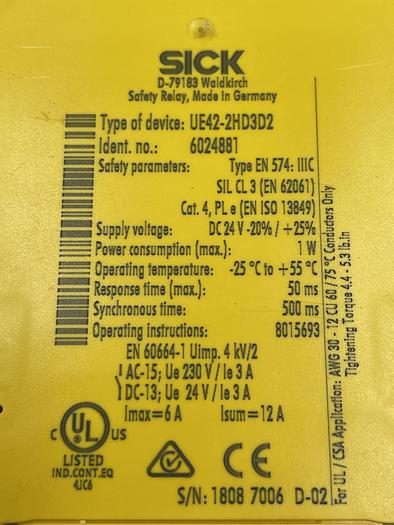 SICK
D-79183 Waldkirch
Safety Relay, Made in Germany
Type of device: UE42-2HD3D2
Ident. no.: 6024881
Safety parameters: Type EN 574: IIIC
SIL CL 3 (EN 62061)
Cat. 4, PL e (EN ISO 13849)
Supply voltage: DC 24 V -20% / +25%
Power consumption (max.): 1 W
Operating temperature: -25 °C to +55 °C
Response time (max.): 50 ms
Synchronous time: 500 ms
Operating instructions: 8015693
EN 60664-1 Uimp. 4 kV/2
AC-15; Ue 230 V / Ie 3 A
DC-13; Ue 24 V / Ie 3 A
Imax= 6 A Isum= 12 A
C UL US
LISTED
IND.CONT.EQ
4JC6
CE
S/N: 1808 7006 D-02
For UL / CSA Application: AWG 30 - 12 CU 60 / 75 °C Conductors Only
Tightening Torque 4.4 - 5.3 lb.in